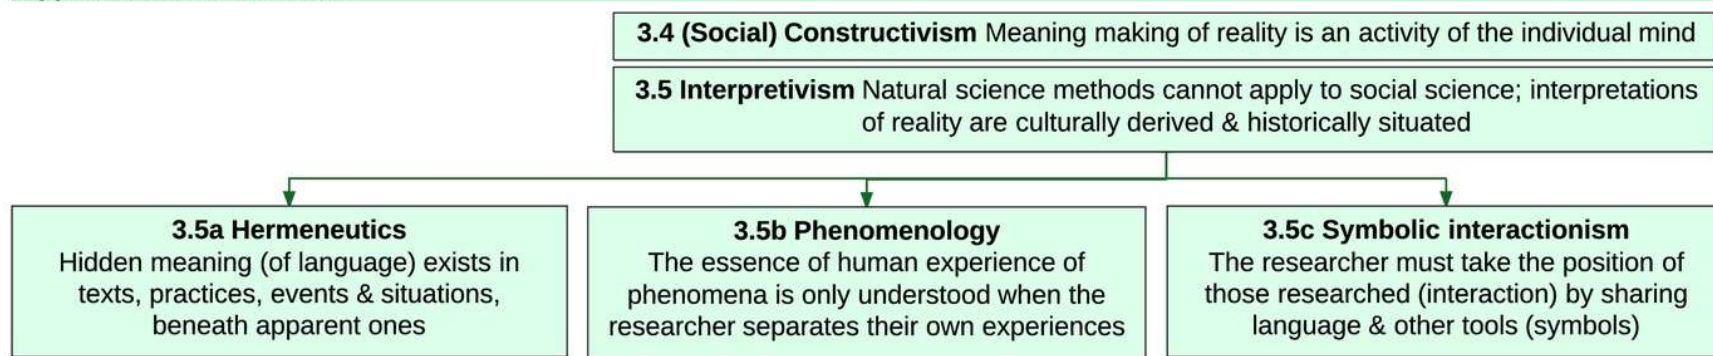 3.4 (Social) Constructivism Meaning making of reality is an activity of the individual mind
3.5 Interpretivism Natural science methods cannot apply to social science; interpretations
of reality are culturally derived & historically situated
3.5a Hermeneutics
Hidden meaning (of language) exists in
texts, practices, events & situations,
beneath apparent ones
3.5b Phenomenology
The essence of human experience of
phenomena is only understood when the
researcher separates their own experiences
3.5c Symbolic interactionism
The researcher must take the position of
those researched (interaction) by sharing
language & other tools (symbols)